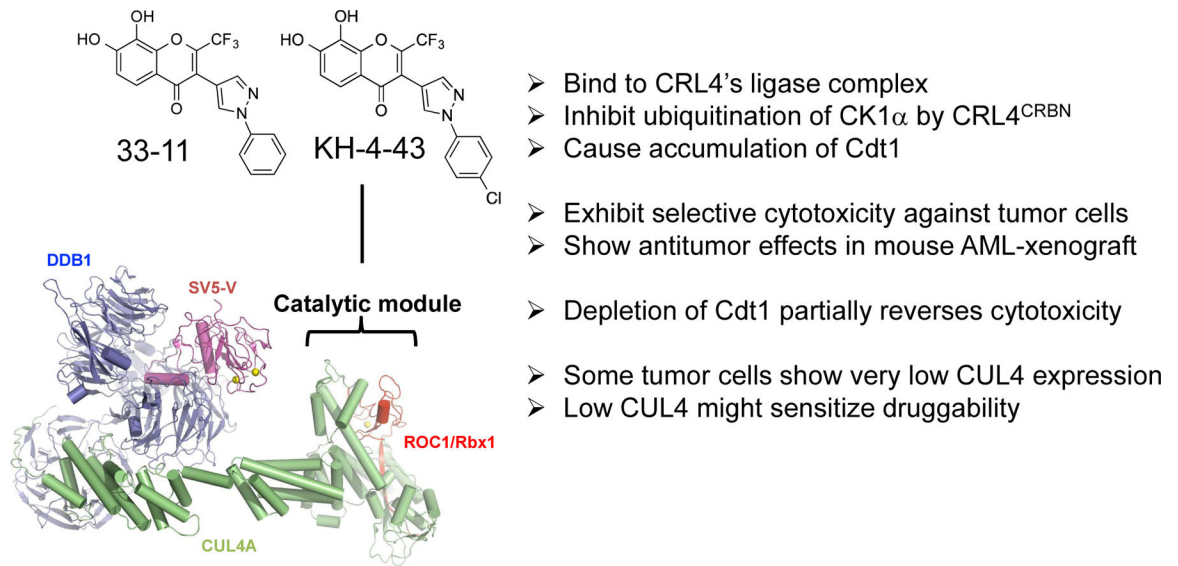 OH
HO
O
CF3
O
N
N
33-11
OH
HO
O
CF3
O
N
N
Cl
KH-4-43
➢ Bind to CRL4’s ligase complex
➢ Inhibit ubiquitination of CK1α by CRL4^CRBN
➢ Cause accumulation of Cdt1
➢ Exhibit selective cytotoxicity against tumor cells
➢ Show antitumor effects in mouse AML-xenograft
➢ Depletion of Cdt1 partially reverses cytotoxicity
➢ Some tumor cells show very low CUL4 expression
➢ Low CUL4 might sensitize druggability
DDB1
SV5-V
Catalytic module
ROC1/Rbx1
CUL4A